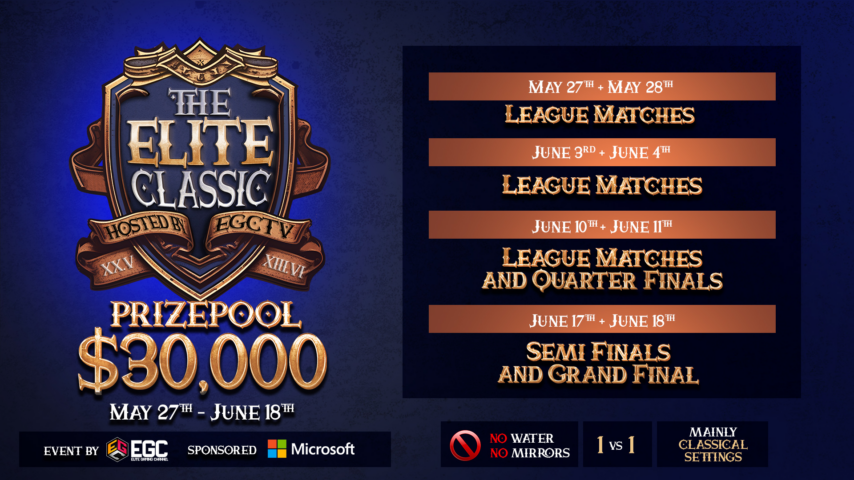 THE
ELITE
CLASSIC
HOSTED BY EGCTV
XXV XIII.VI
PRIZEPOOL
$30,000
MAY 27TH - JUNE 18TH
EVENT BY EGC SPONSORED Microsoft
ELITE GAMING CHANNEL
MAY 27TH + MAY 28TH
LEAGUE MATCHES
JUNE 3RD + JUNE 4TH
LEAGUE MATCHES
JUNE 10TH + JUNE 11TH
LEAGUE MATCHES
AND QUARTER FINALS
JUNE 17TH + JUNE 18TH
SEMI FINALS
AND GRAND FINAL
NO WATER
NO MIRRORS
1 VS 1
MAINLY
CLASSICAL
SETTINGS